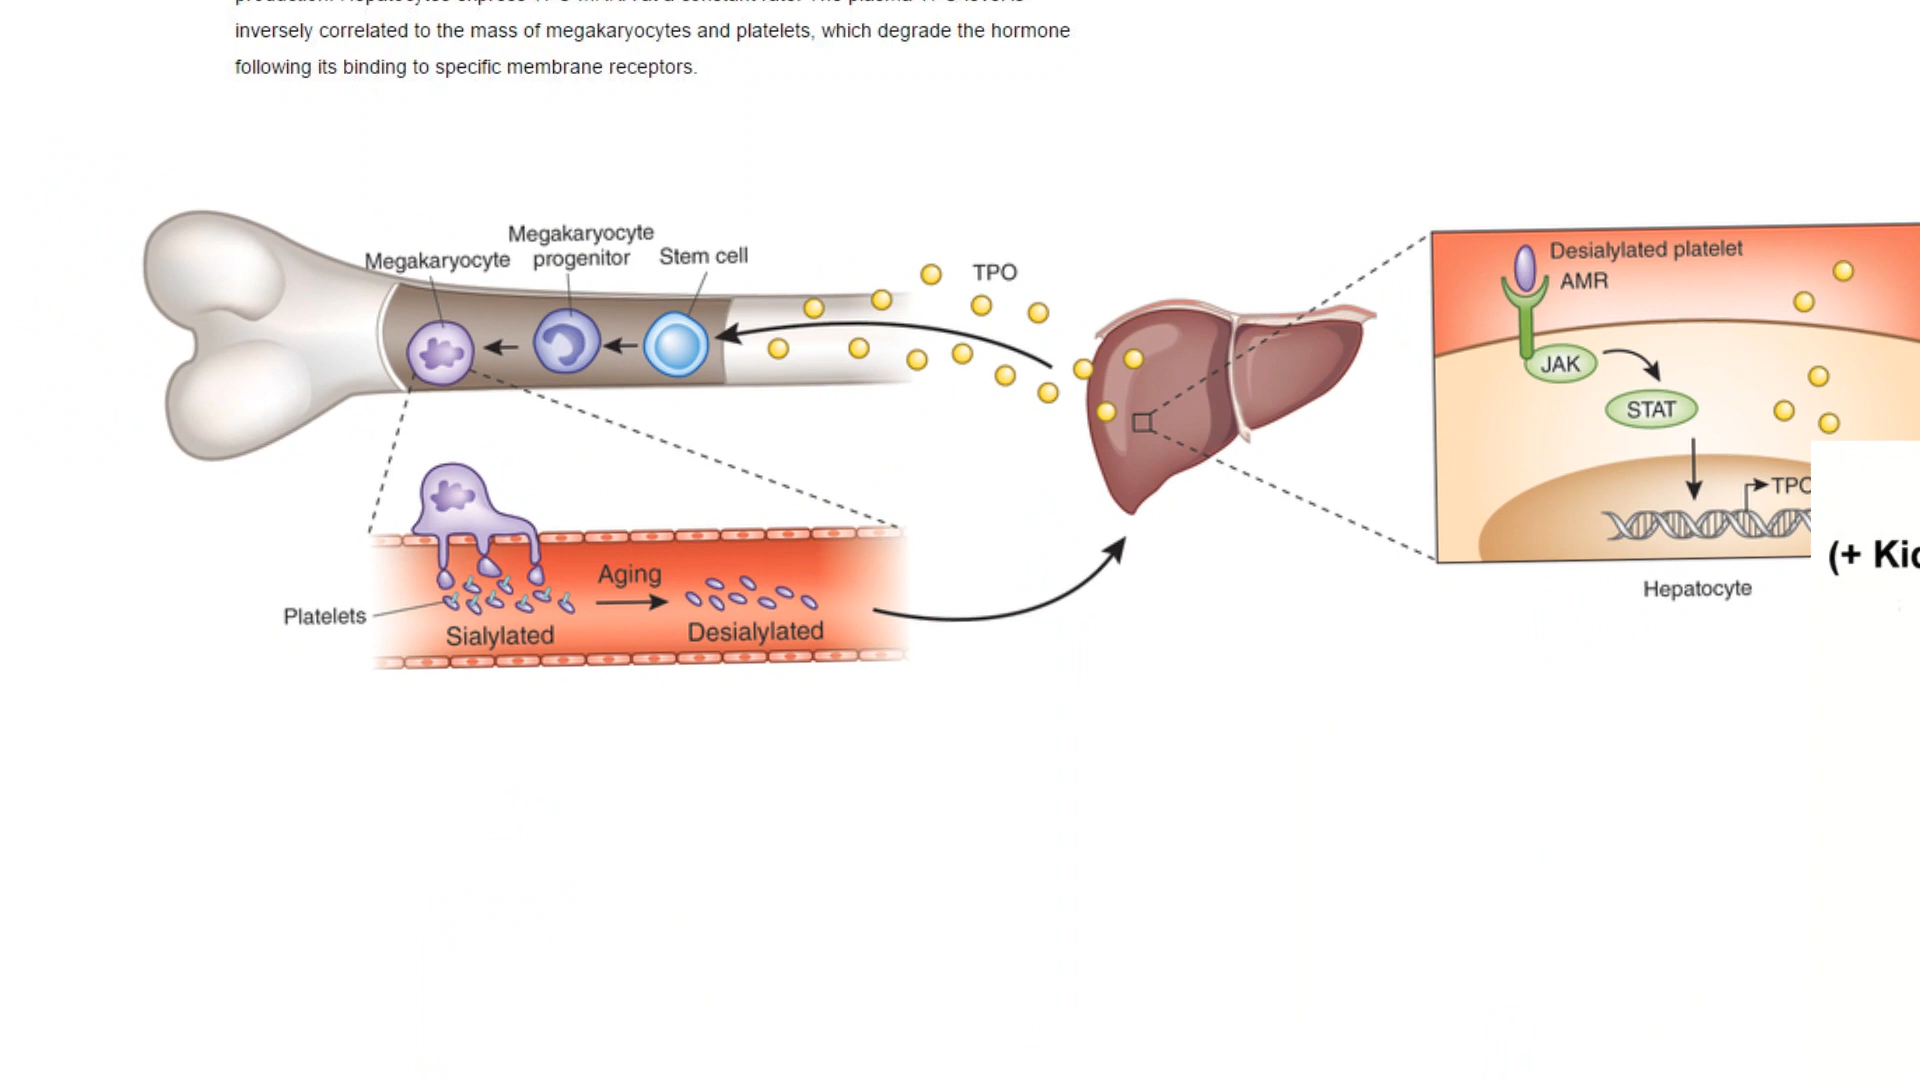 inversely correlated to the mass of megakaryocytes and platelets, which degrade the hormone
following its binding to specific membrane receptors.
Megakaryocyte
Megakaryocyte
progenitor
Stem cell
TPO
Desialylated platelet
AMR
JAK
STAT
TPO
(+
Hepatocyte
Platelets
Aging
Sialylated
Desialylated